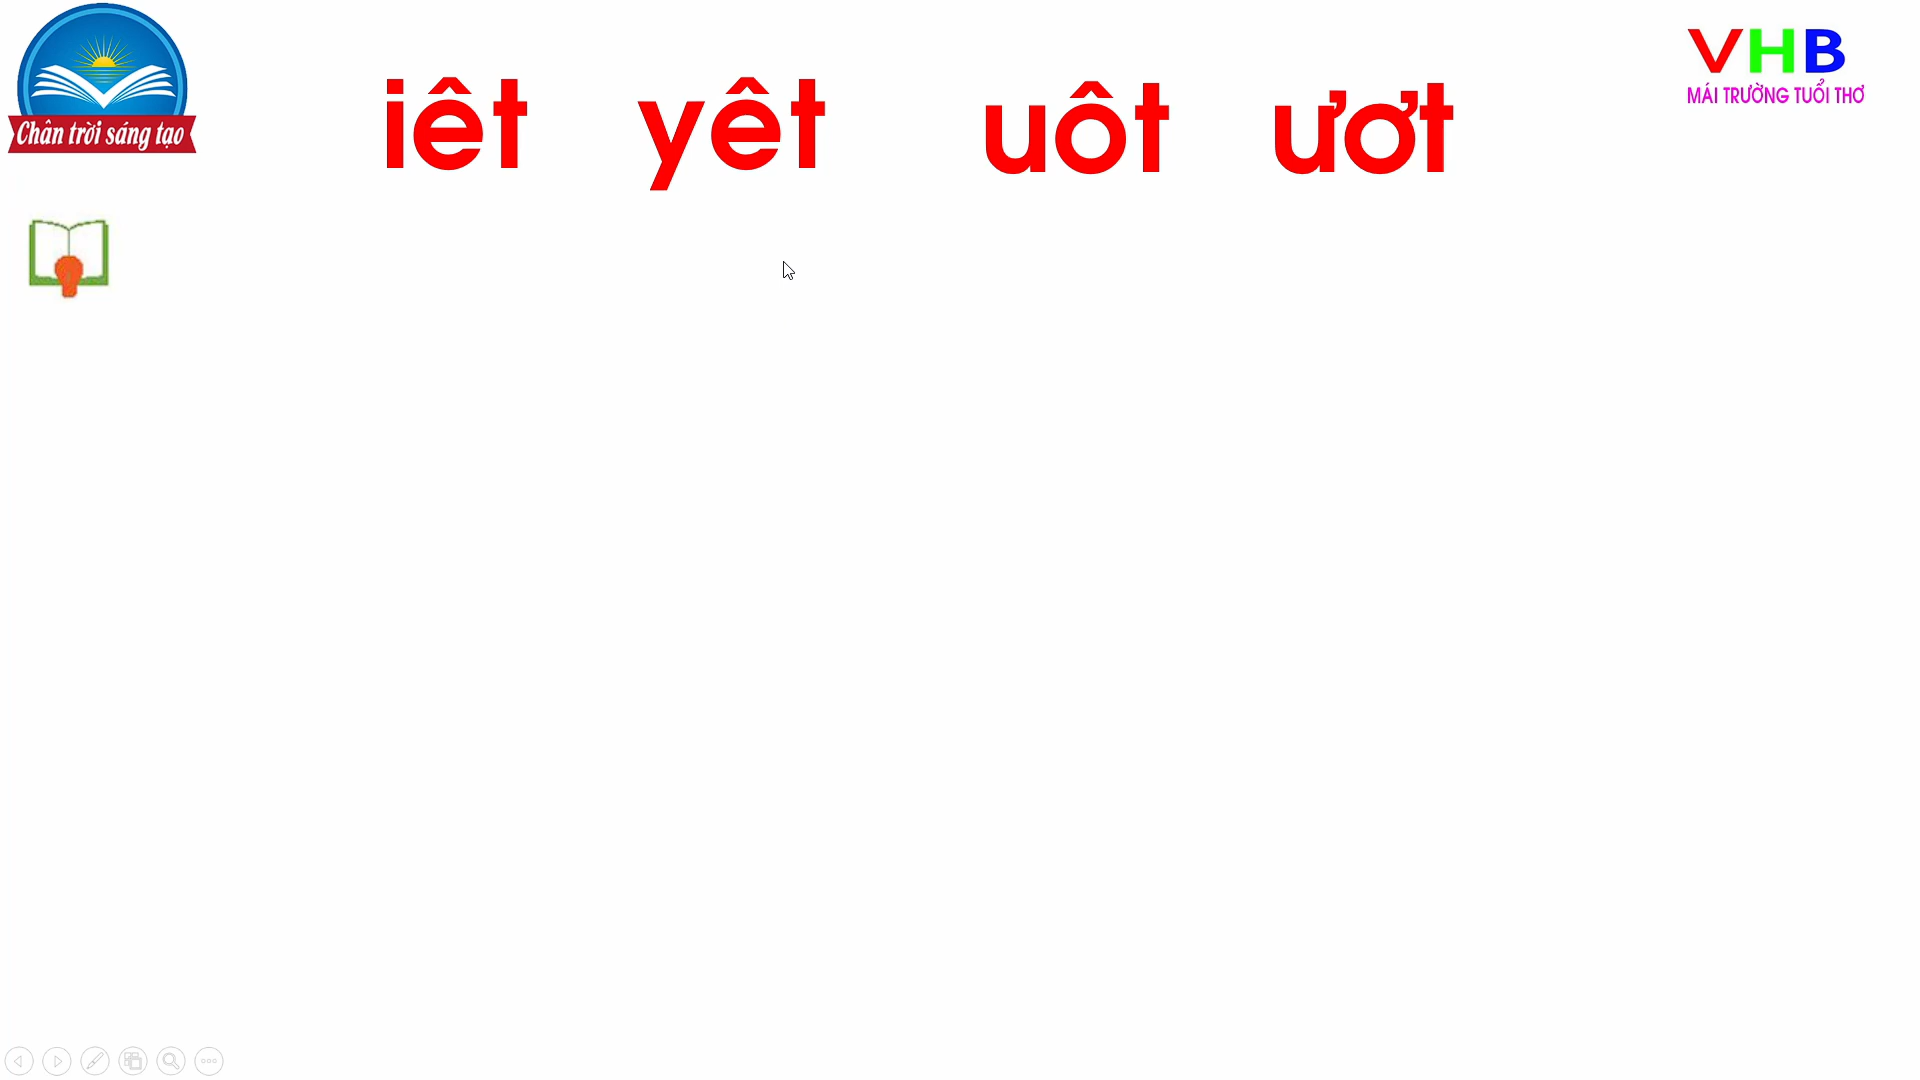 Chân trời sáng tạo
iêt yêt uôt ươt
VHB
MÁI TRƯỜNG TUỔI THƠ